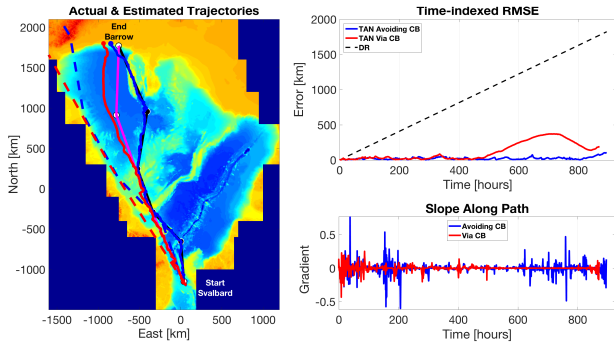 Actual & Estimated Trajectories
End
Barrow
Start
Svalbard
2000
1500
1000
500
0
-500
-1000
North [km]
-1500 -1000 -500 0 500 1000
East [km]
Time-indexed RMSE
TAN Avoiding CB
TAN Via CB
DR
2000
1500
1000
500
0
Error [km]
0 200 400 600 800
Time [hours]
Slope Along Path
Avoiding CB
Via CB
0.5
0
-0.5
Gradient
0 200 400 600 800
Time [hours]